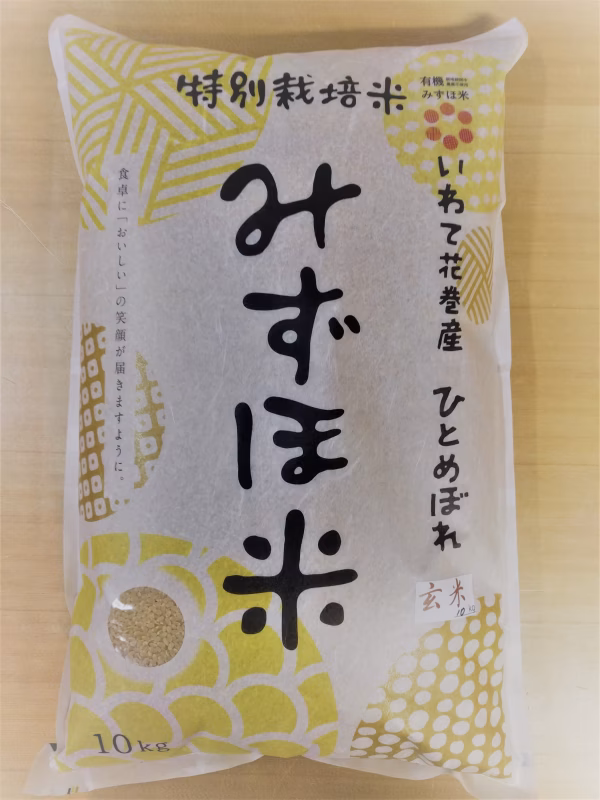 特別栽培米
有機
みずほ米
いわて花巻産 ひとめぼれ
みずほ米
食卓に「おいしい」の笑顔が届きますように。
玄米
10kg
10kg